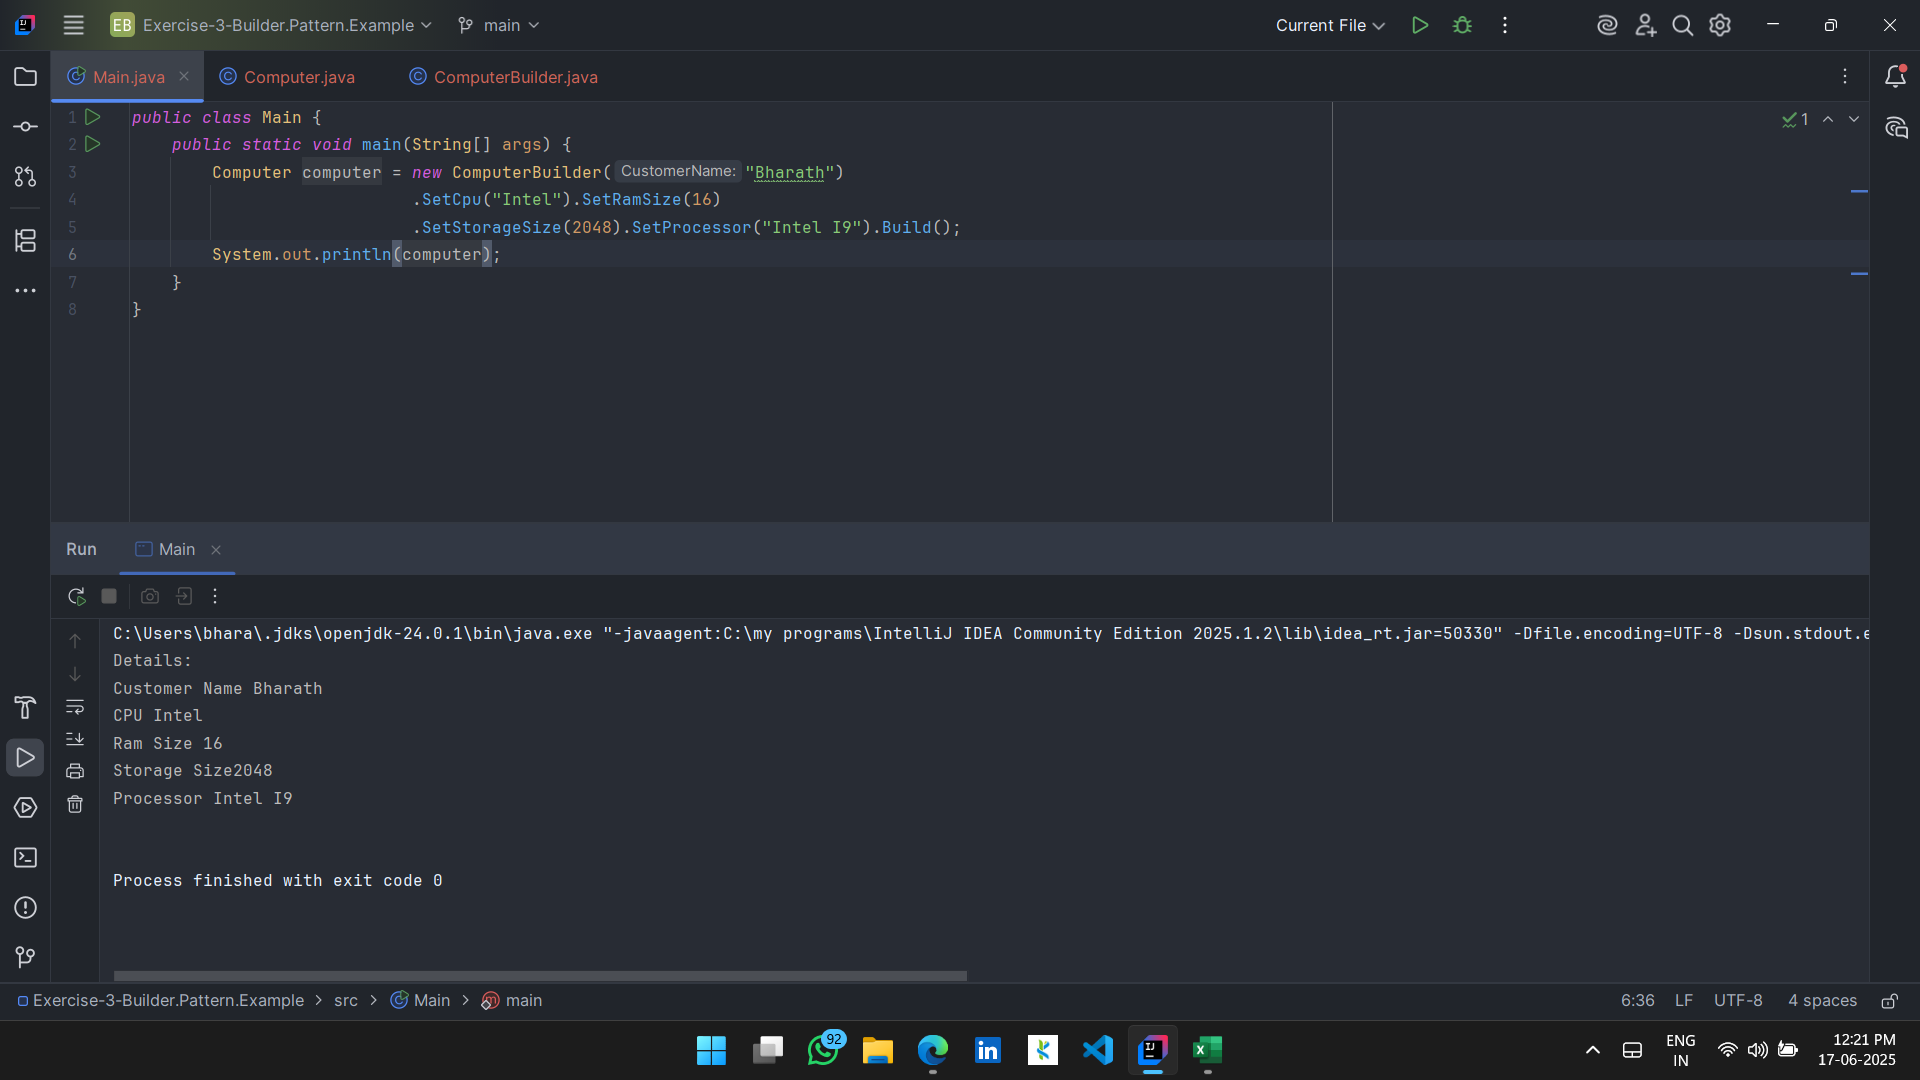 EB Exercise-3-Builder.Pattern.Example main Current File
Main.java Computer.java ComputerBuilder.java
1 public class Main {
2 public static void main(String[] args) {
3 Computer computer = new ComputerBuilder( CustomerName: "Bharath")
4 .SetCpu("Intel").SetRamSize(16)
5 .SetStorageSize(2048).SetProcessor("Intel I9").Build();
6 System.out.println(computer);
7 }
8 }
1
Run Main
C:\Users\bhara\.jdks\openjdk-24.0.1\bin\java.exe "-javaagent:C:\my programs\IntelliJ IDEA Community Edition 2025.1.2\lib\idea_rt.jar=50330" -Dfile.encoding=UTF-8 -Dsun.stdout.e
Details:
Customer Name Bharath
CPU Intel
Ram Size 16
Storage Size2048
Processor Intel I9
Process finished with exit code 0
Exercise-3-Builder.Pattern.Example > src > Main > main 6:36 LF UTF-8 4 spaces
92
ENG
IN
12:21 PM
17-06-2025